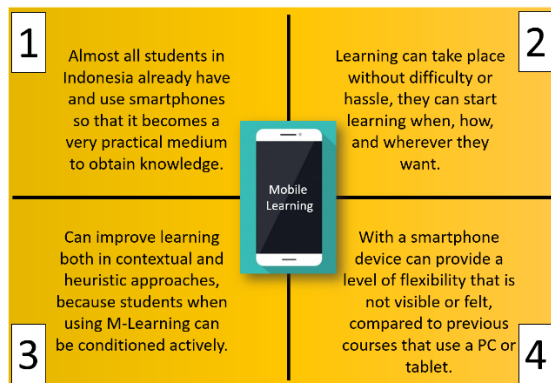 1
Almost all students in
Indonesia already have
and use smartphones
so that it becomes a
very practical medium
to obtain knowledge.
2
Learning can take place
without difficulty or
hassle, they can start
learning when, how,
and wherever they
want.
Mobile
Learning
3
Can improve learning
both in contextual and
heuristic approaches,
because students when
using M-Learning can
be conditioned actively.
4
With a smartphone
device can provide a
level of flexibility that is
not visible or felt,
compared to previous
courses that use a PC or
tablet.